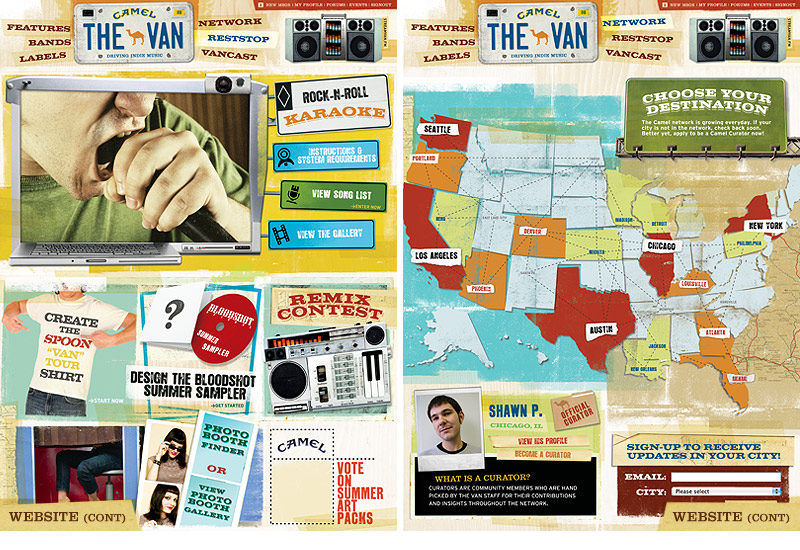 FEATURES
BANDS
LABELS
CAMEL
THE VAN
DRIVING INDIE MUSIC
NETWORK
RESTSTOP
VANCAST
NEW MSGS | MY PROFILE | FORUMS | EVENTS | SIGNOUT
ROCK-N-ROLL
KARAOKE
INSTRUCTIONS &
SYSTEM REQUIREMENTS
VIEW SONG LIST
ENTER NOW
VIEW THE GALLERY
CREATE
THE
SPOON
"VAN"
TOUR
SHIRT
START NOW
?
BLOODSHOT
SUMMER
SAMPLER
DESIGN THE BLOODSHOT
SUMMER SAMPLER
GET STARTED
REMIX
CONTEST
PHOTO
BOOTH
FINDER
OR
VIEW
PHOTO
BOOTH
GALLERY
CAMEL
VOTE
ON
SUMMER
ART
PACKS
WEBSITE (CONT)
FEATURES
BANDS
LABELS
CAMEL
THE VAN
DRIVING INDIE MUSIC
NETWORK
RESTSTOP
VANCAST
NEW MSGS | MY PROFILE | FORUMS | EVENTS | SIGNOUT
CHOOSE YOUR
DESTINATION
The Camel network is growing everyday. If your
city is not in the network, check back soon.
Better yet, apply to be a Camel Curator now!
SEATTLE
PORTLAND
RENO
SALT LAKE CITY
DENVER
LOS ANGELES
PHOENIX
WICHITA
MADISON
DETROIT
CHICAGO
NEW YORK
PHILADELPHIA
LOUISVILLE
AUSTIN
JACKSON
NEW ORLEANS
ATLANTA
MIAMI
SHAWN P.
CHICAGO, IL
OFFICIAL
CURATOR
VIEW HIS PROFILE
BECOME A CURATOR
WHAT IS A CURATOR?
CURATORS ARE COMMUNITY MEMBERS WHO ARE HAND
PICKED BY THE VAN STAFF FOR THEIR CONTRIBUTIONS
AND INSIGHTS THROUGHOUT THE NETWORK.
SIGN-UP TO RECEIVE
UPDATES IN YOUR CITY!
EMAIL:
CITY:
Please select
WEBSITE (CONT)